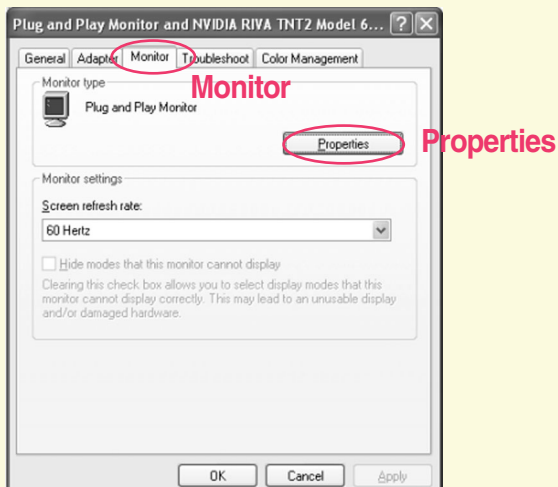 Plug and Play Monitor and NVIDIA RIVA TNT2 Model 6... ? X
General Adapter Monitor Troubleshoot Color Management
Monitor type
Monitor
Plug and Play Monitor
Properties
Properties
Monitor settings
Screen refresh rate:
60 Hertz
Hide modes that this monitor cannot display
Clearing this check box allows you to select display modes that this
monitor cannot display correctly. This may lead to an unusable display
and/or damaged hardware.
OK Cancel Apply